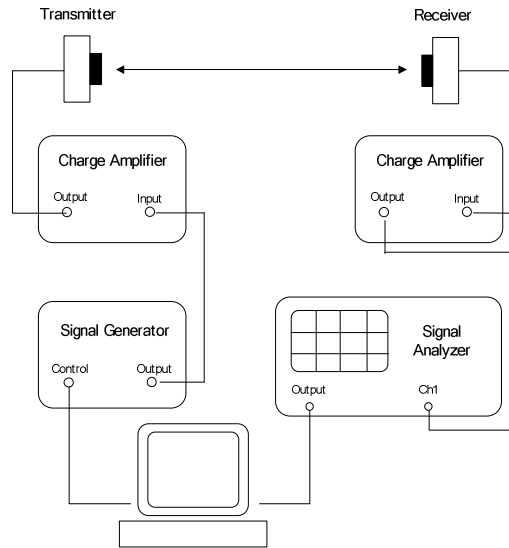 Transmitter
Receiver
Charge Amplifier
Output
Input
Charge Amplifier
Output
Input
Signal Generator
Control
Output
Signal
Analyzer
Output
Ch1